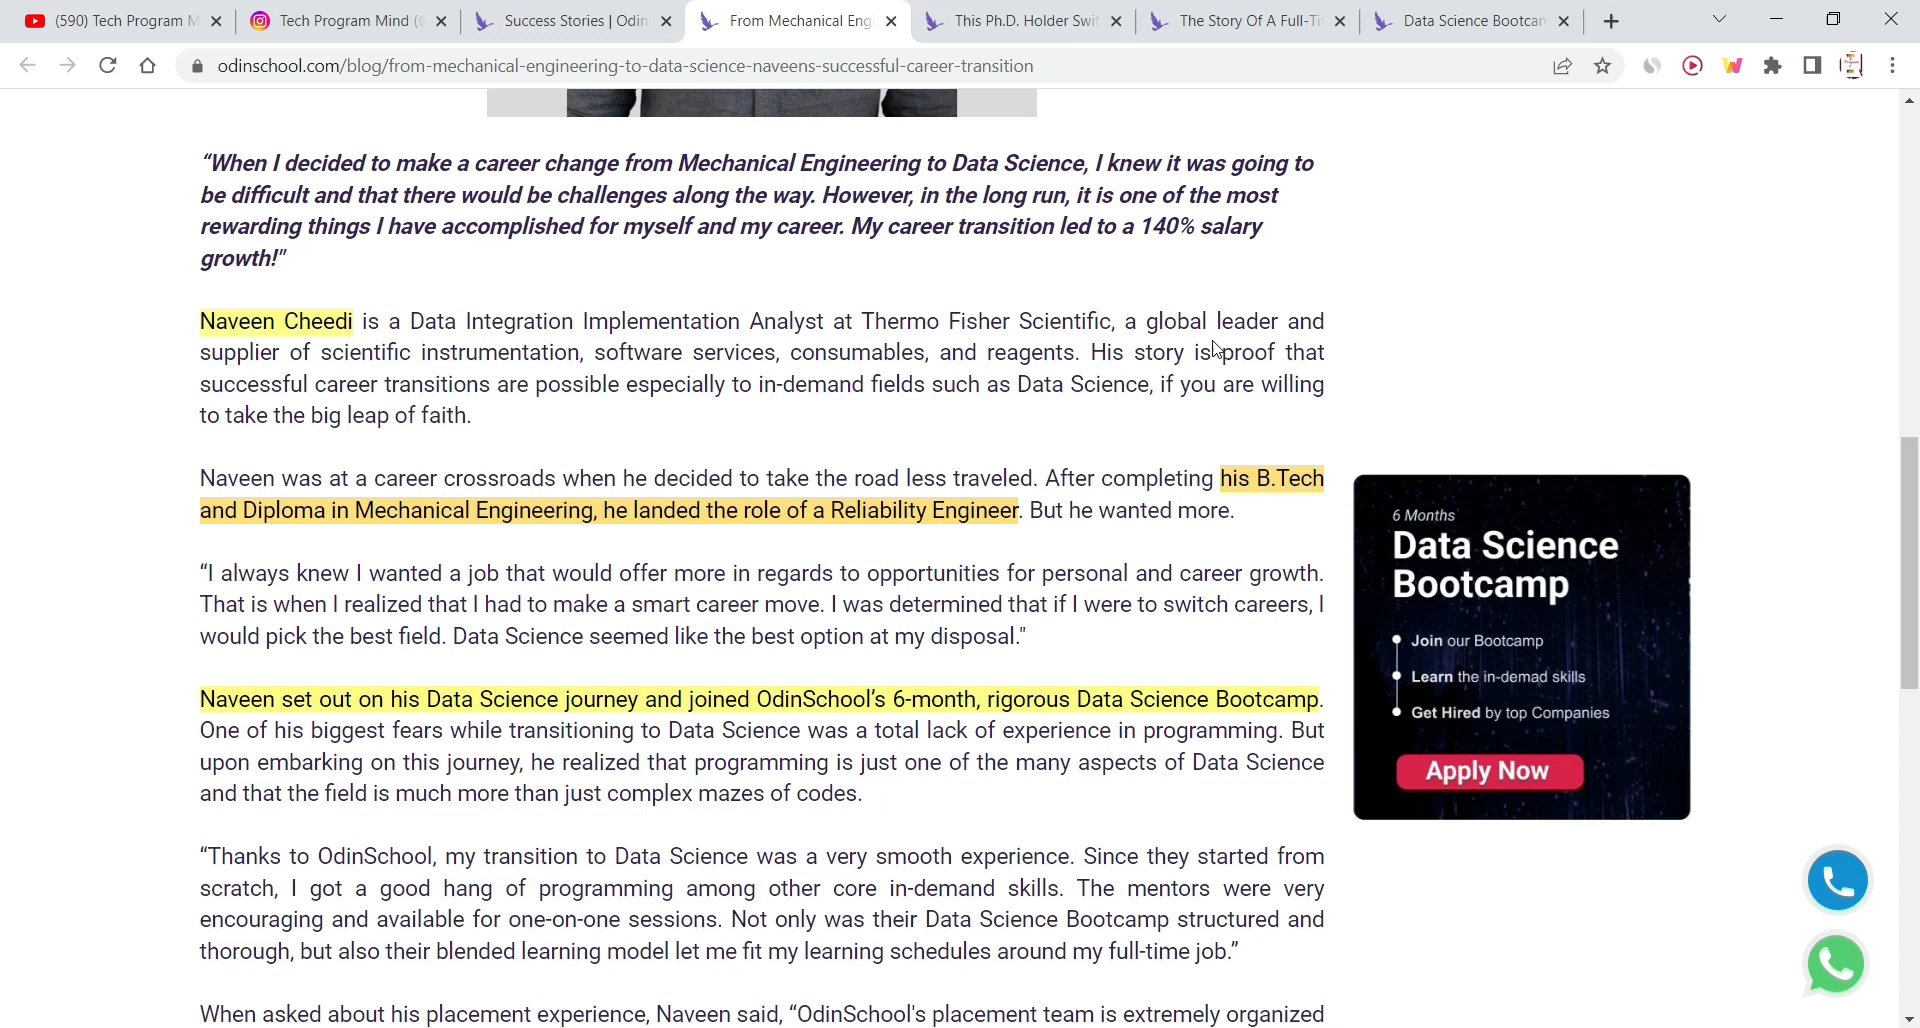 (590) Tech Program M
Tech Program Mind (
Success Stories | Odin
From Mechanical Eng
This Ph.D. Holder Swit
The Story Of A Full-Ti
Data Science Bootcam
odinschool.com/blog/from-mechanical-engineering-to-data-science-naveens-successful-career-transition
“When I decided to make a career change from Mechanical Engineering to Data Science, I knew it was going to
be difficult and that there would be challenges along the way. However, in the long run, it is one of the most
rewarding things I have accomplished for myself and my career. My career transition led to a 140% salary
growth!"
Naveen Cheedi is a Data Integration Implementation Analyst at Thermo Fisher Scientific, a global leader and
supplier of scientific instrumentation, software services, consumables, and reagents. His story is proof that
successful career transitions are possible especially to in-demand fields such as Data Science, if you are willing
to take the big leap of faith.
Naveen was at a career crossroads when he decided to take the road less traveled. After completing his B.Tech
and Diploma in Mechanical Engineering, he landed the role of a Reliability Engineer. But he wanted more.
“I always knew I wanted a job that would offer more in regards to opportunities for personal and career growth.
That is when I realized that I had to make a smart career move. I was determined that if I were to switch careers, I
would pick the best field. Data Science seemed like the best option at my disposal."
Naveen set out on his Data Science journey and joined OdinSchool’s 6-month, rigorous Data Science Bootcamp.
One of his biggest fears while transitioning to Data Science was a total lack of experience in programming. But
upon embarking on this journey, he realized that programming is just one of the many aspects of Data Science
and that the field is much more than just complex mazes of codes.
“Thanks to OdinSchool, my transition to Data Science was a very smooth experience. Since they started from
scratch, I got a good hang of programming among other core in-demand skills. The mentors were very
encouraging and available for one-on-one sessions. Not only was their Data Science Bootcamp structured and
thorough, but also their blended learning model let me fit my learning schedules around my full-time job.”
When asked about his placement experience, Naveen said, “OdinSchool's placement team is extremely organized
6 Months
Data Science
Bootcamp
Join our Bootcamp
Learn the in-demad skills
Get Hired by top Companies
Apply Now